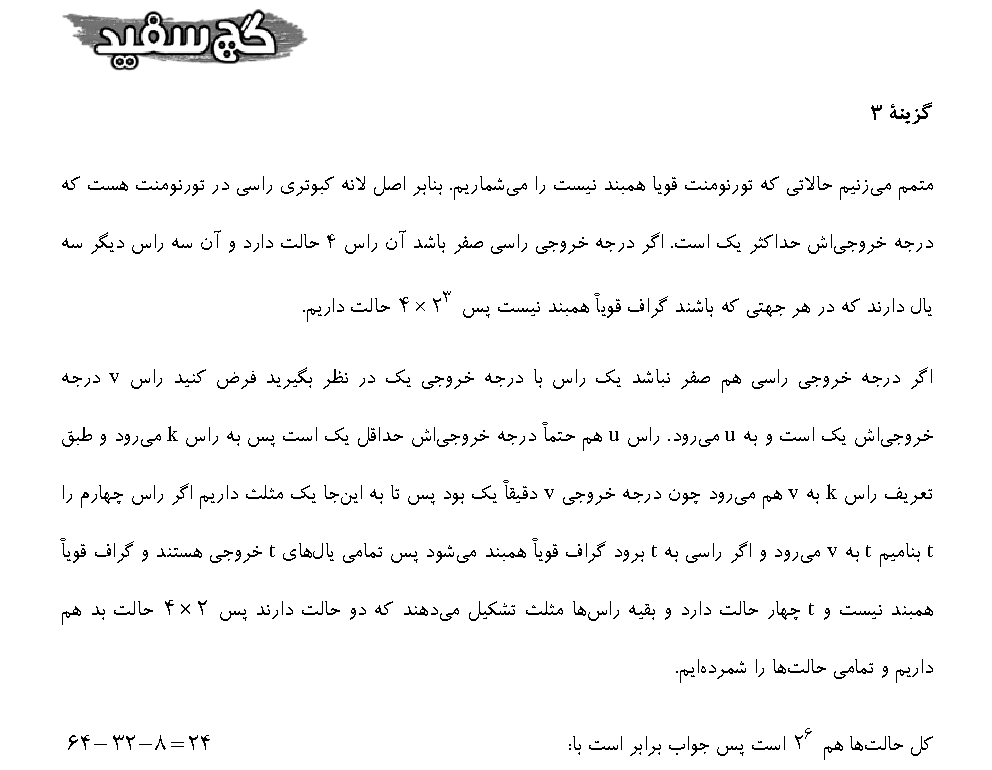 گچ سفید
گزینهٔ ۳
متمم می‌زنیم حالاتی که تورنومنت قویا همبند نیست را می‌شماریم. بنابر اصل لانه کبوتری راسی در تورنومنت هست که
درجه خروجی‌اش حداکثر یک است. اگر درجه خروجی راسی صفر باشد آن راس ۴ حالت دارد و آن سه راس دیگر سه
یال دارند که در هر جهتی که باشند گراف قویاً همبند نیست پس ۴ × ۲^۳ حالت داریم.
اگر درجه خروجی راسی هم صفر نباشد یک راس با درجه خروجی یک در نظر بگیرید فرض کنید راس v درجه
خروجی‌اش یک است و به u می‌رود. راس u هم حتماً درجه خروجی‌اش حداقل یک است پس به راس k می‌رود و طبق
تعریف راس k به v هم می‌رود چون درجه خروجی v دقیقاً یک بود پس تا به این‌جا یک مثلث داریم اگر راس چهارم را
t بنامیم t به v می‌رود و اگر راسی به t برود گراف قویاً همبند می‌شود پس تمامی یال‌های t خروجی هستند و گراف قویاً
همبند نیست و t چهار حالت دارد و بقیه راس‌ها مثلث تشکیل می‌دهند که دو حالت دارند پس ۴ × ۲ حالت بد هم
داریم و تمامی حالت‌ها را شمرده‌ایم.
کل حالت‌ها هم ۲^۶ است پس جواب برابر است با: ۶۴ − ۳۲ − ۸ = ۲۴